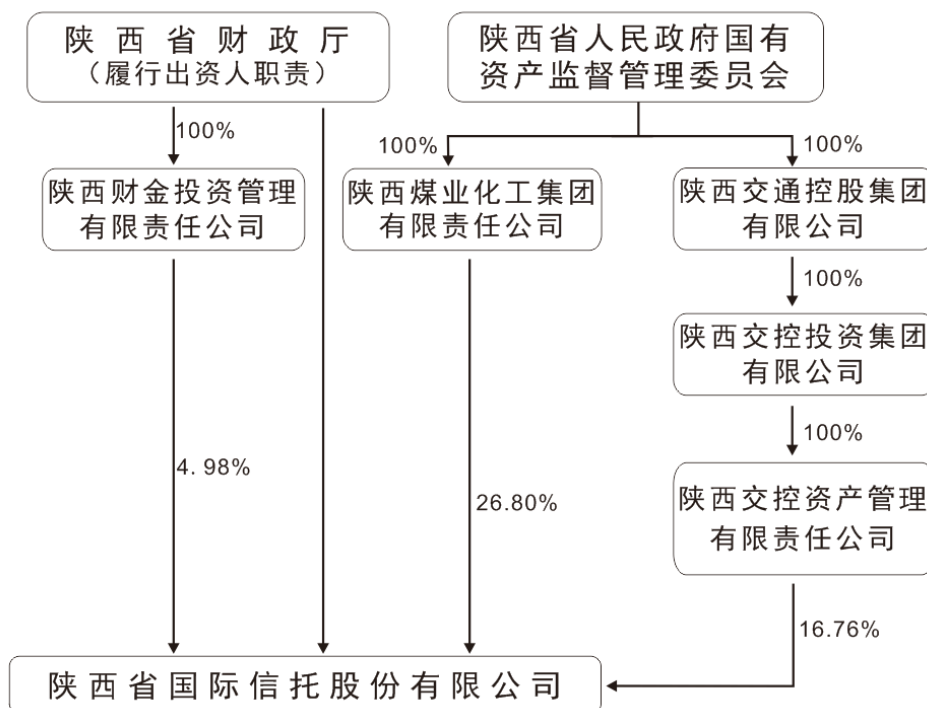 陕西省财政厅
（履行出资人职责）
陕西省人民政府国有
资产监督管理委员会
100%
100%
100%
陕西财金投资管理
有限责任公司
陕西煤业化工集团
有限责任公司
陕西交通控股集团
有限公司
100%
陕西交控投资集团
有限公司
100%
4.98%
26.80%
陕西交控资产管理
有限责任公司
16.76%
陕西省国际信托股份有限公司